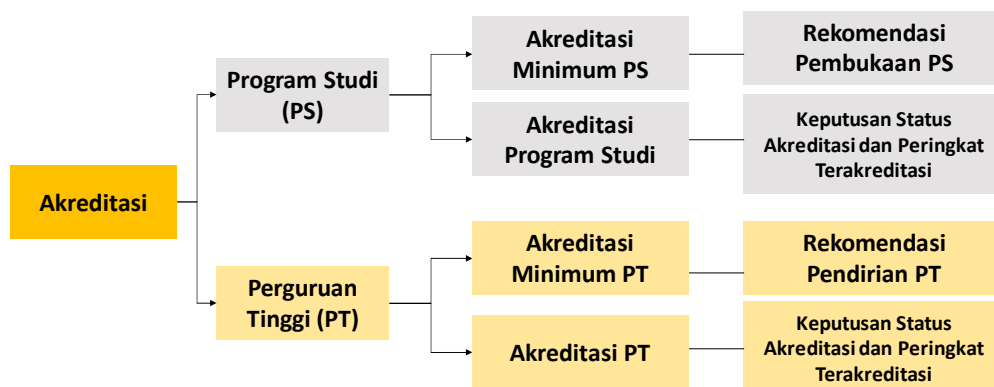 Akreditasi
Program Studi
(PS)
Akreditasi
Minimum PS
Rekomendasi
Pembukaan PS
Akreditasi
Program Studi
Keputusan Status
Akreditasi dan Peringkat
Terakreditasi
Perguruan
Tinggi (PT)
Akreditasi
Minimum PT
Rekomendasi
Pendirian PT
Akreditasi PT
Keputusan Status
Akreditasi dan Peringkat
Terakreditasi